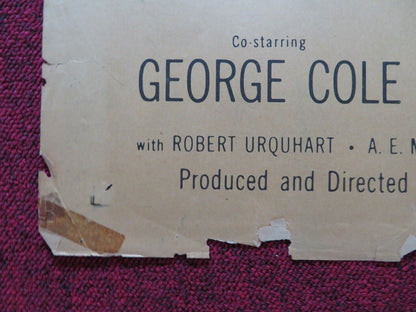 Co-starring
GEORGE COLE
with ROBERT URQUHART • A. E.
Produced and Directed